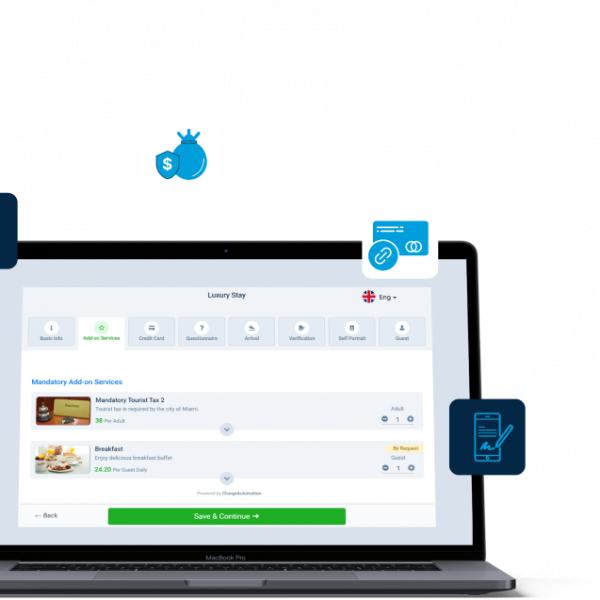 $
Luxury Stay
Eng
Basic Info
Add-on Services
Credit Card
Questionnaire
Arrival
Verification
Self Portrait
Guest
Mandatory Add-on Services
Mandatory Tourist Tax 2
Tourist tax is required by the city of Miami.
38 Per Adult
Adult
1
Breakfast
Enjoy delicious breakfast buffet
24.20 Per Guest Daily
By Request
Guest
1
Powered by ChargeAutomation
← Back
Save & Continue →
MacBook Pro